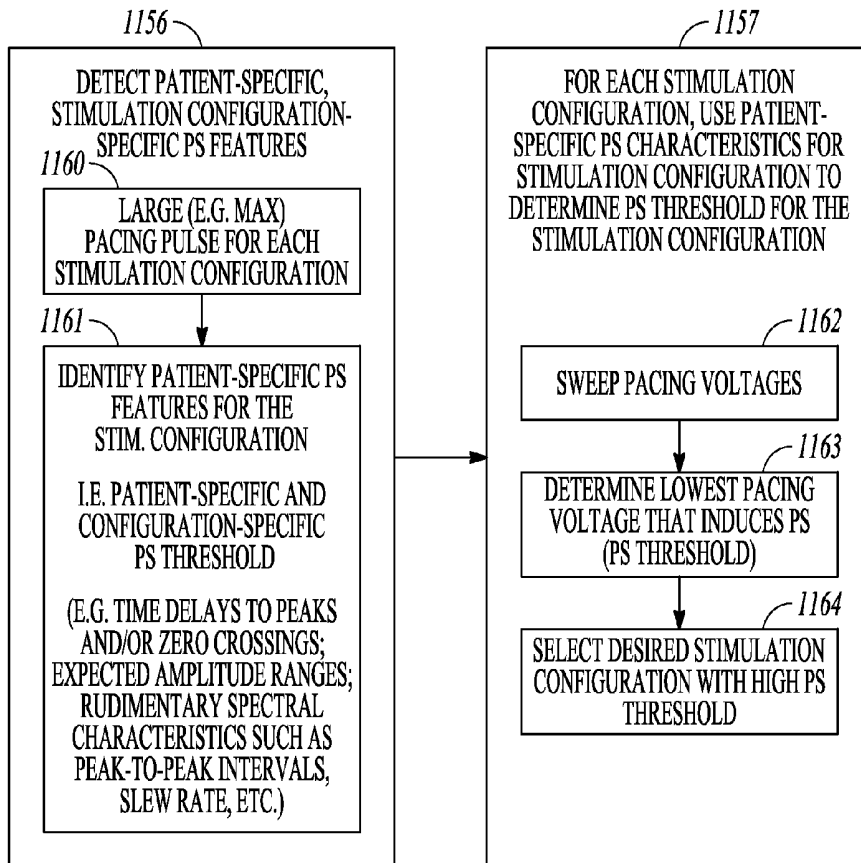 1156
DETECT PATIENT-SPECIFIC,
STIMULATION CONFIGURATION-
SPECIFIC PS FEATURES
1160
LARGE (E.G. MAX)
PACING PULSE FOR EACH
STIMULATION CONFIGURATION
1161
IDENTIFY PATIENT-SPECIFIC PS
FEATURES FOR THE
STIM. CONFIGURATION
I.E. PATIENT-SPECIFIC AND
CONFIGURATION-SPECIFIC
PS THRESHOLD
(E.G. TIME DELAYS TO PEAKS
AND/OR ZERO CROSSINGS;
EXPECTED AMPLITUDE RANGES;
RUDIMENTARY SPECTRAL
CHARACTERISTICS SUCH AS
PEAK-TO-PEAK INTERVALS,
SLEW RATE, ETC.)
1157
FOR EACH STIMULATION
CONFIGURATION, USE PATIENT-
SPECIFIC PS CHARACTERISTICS FOR
STIMULATION CONFIGURATION TO
DETERMINE PS THRESHOLD FOR THE
STIMULATION CONFIGURATION
1162
SWEEP PACING VOLTAGES
1163
DETERMINE LOWEST PACING
VOLTAGE THAT INDUCES PS
(PS THRESHOLD)
1164
SELECT DESIRED STIMULATION
CONFIGURATION WITH HIGH PS
THRESHOLD